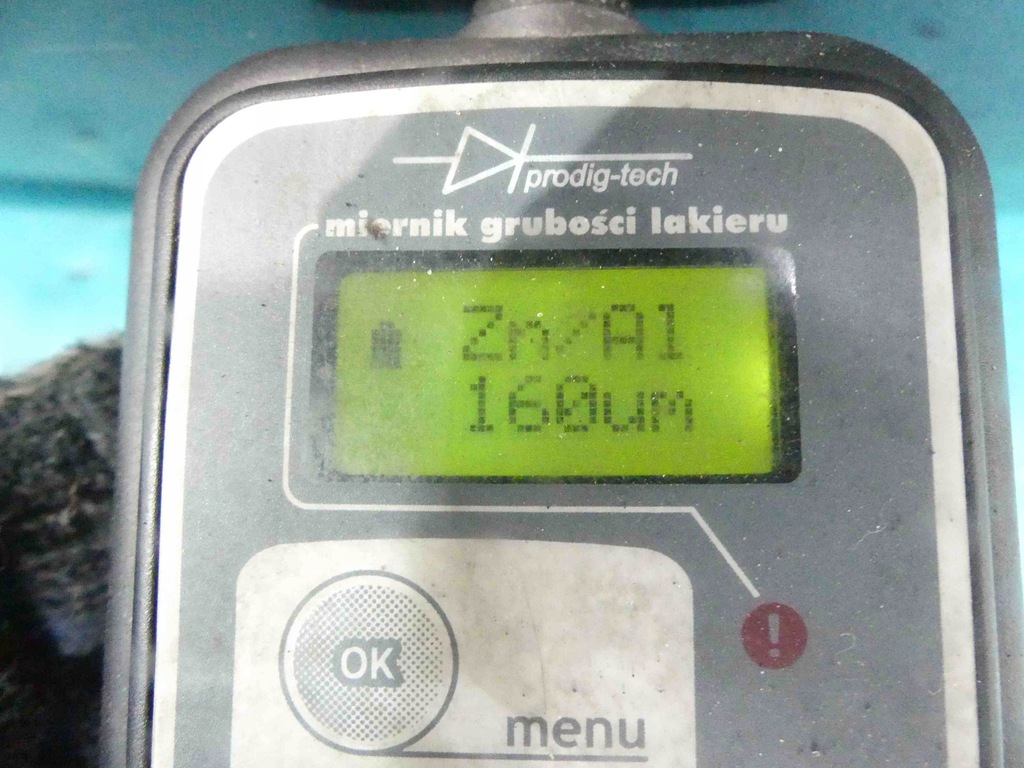 prodig-tech
miernik grubości lakieru
Zn/Al
160um
!
OK
menu